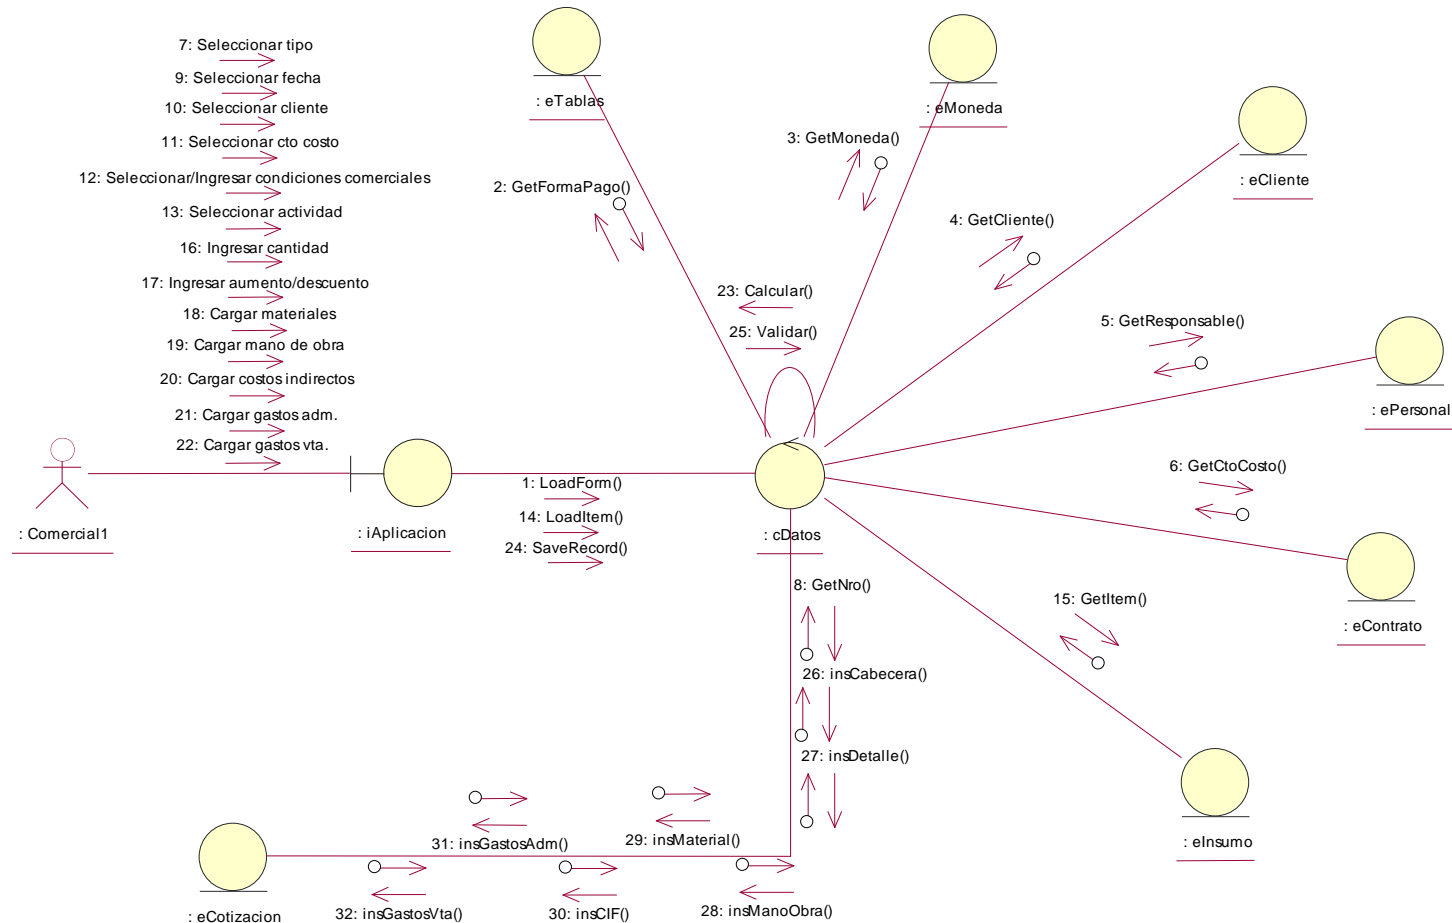 7: Seleccionar tipo
9: Seleccionar fecha
10: Seleccionar cliente
11: Seleccionar cto costo
12: Seleccionar/Ingresar condiciones comerciales
13: Seleccionar actividad
16: Ingresar cantidad
17: Ingresar aumento/descuento
18: Cargar materiales
19: Cargar mano de obra
20: Cargar costos indirectos
21: Cargar gastos adm.
22: Cargar gastos vta.
: Comercial1
: iAplicacion
1: LoadForm()
14: LoadItem()
24: SaveRecord()
: eTablas
2: GetFormaPago()
: eMoneda
3: GetMoneda()
: eCliente
4: GetCliente()
23: Calcular()
25: Validar()
5: GetResponsable()
: ePersonal
: cDatos
6: GetCtoCosto()
: eContrato
8: GetNro()
15: GetItem()
26: insCabecera()
27: insDetalle()
: eInsumo
31: insGastosAdm()
29: insMaterial()
: eCotizacion
32: insGastosVta()
30: insCIF()
28: insManoObra()